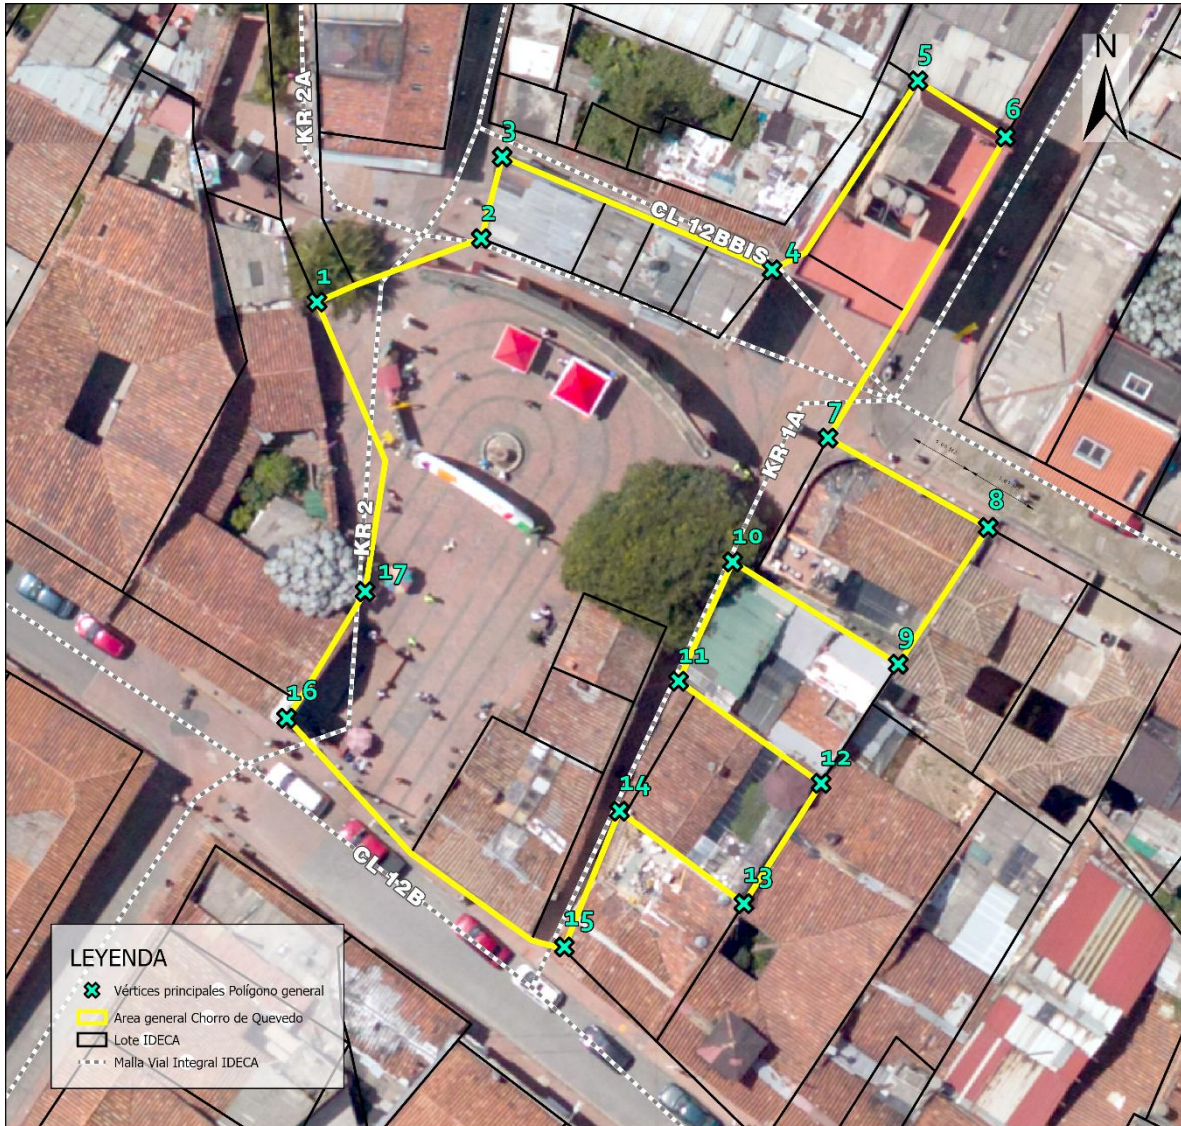 N
5
6
KR 2A
3
2
CL 12BBIS
4
1
7
KR 1A
8
10
KR 2
17
9
11
16
12
14
13
CL 12B
15
LEYENDA
Vértices principales Polígono general
Area general Chorro de Quevedo
Lote IDECA
Malla Vial Integral IDECA